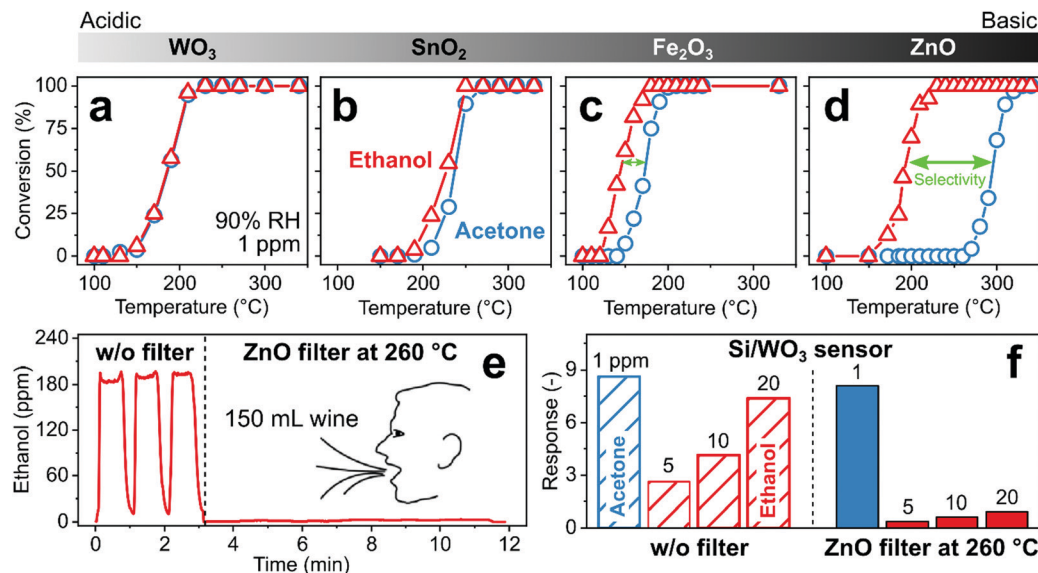 Acidic
Basic
WO₃
SnO₂
Fe₂O₃
ZnO
a
b
c
d
Conversion (%)
100
75
50
25
0
90% RH
1 ppm
Ethanol
Acetone
Selectivity
100 200 300
100 200 300
100 200 300
100 200 300
Temperature (°C)
Temperature (°C)
Temperature (°C)
Temperature (°C)
w/o filter
ZnO filter at 260 °C
e
150 mL wine
Ethanol (ppm)
240
180
120
60
0
0 2 4 6 8 10 12
Time (min)
Si/WO₃ sensor
f
Response (-)
9
6
3
0
1 ppm
Acetone
5
10
20
Ethanol
1
5
10
20
w/o filter
ZnO filter at 260 °C